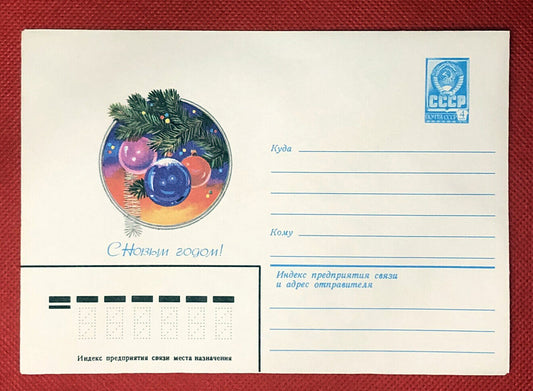 СССР
ПОЧТА СССР 4
С Новым годом!
Куда
Кому
Индекс предприятия связи
и адрес отправителя
Индекс предприятия связи места назначения